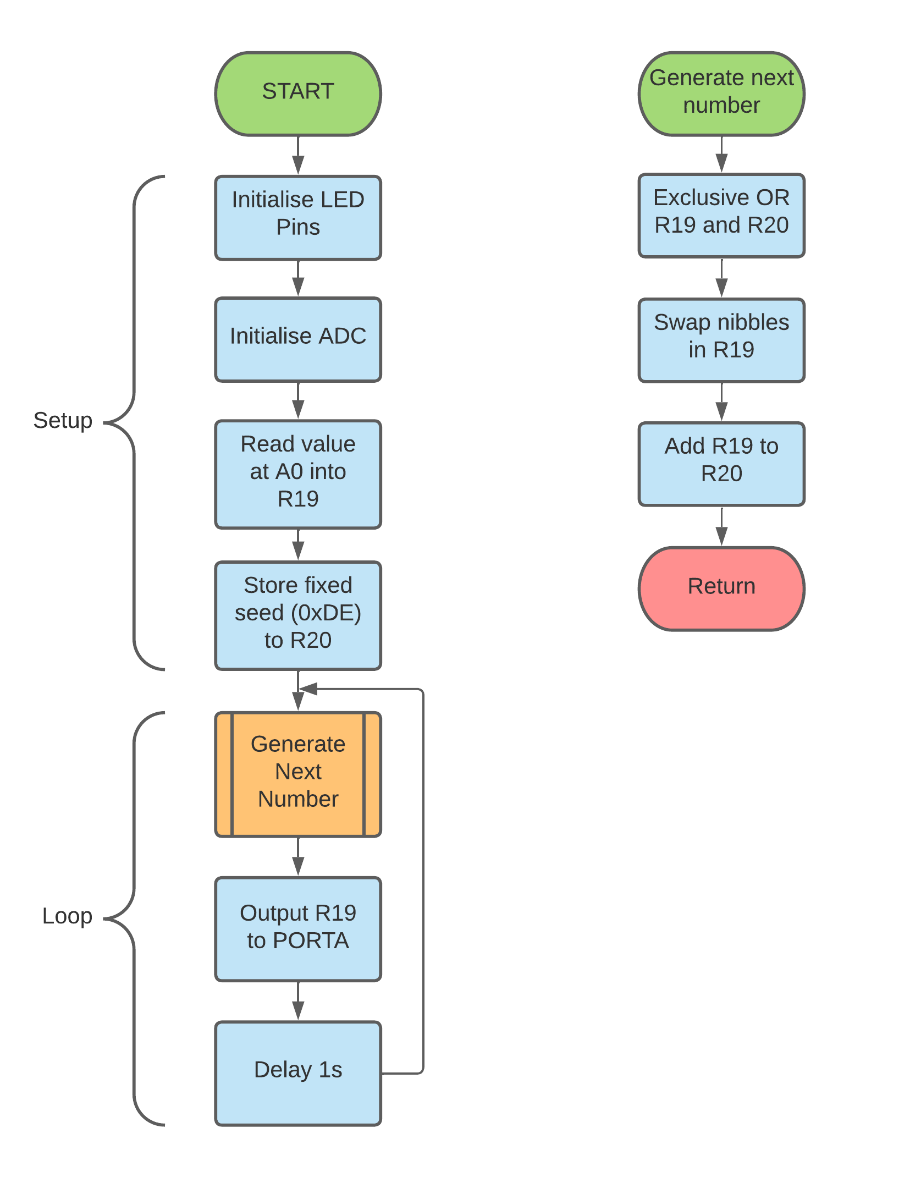 START
Initialise LED
Pins
Initialise ADC
Read value
at A0 into
R19
Store fixed
seed (0xDE)
to R20
Setup
Generate
Next
Number
Output R19
to PORTA
Delay 1s
Loop
Generate next
number
Exclusive OR
R19 and R20
Swap nibbles
in R19
Add R19 to
R20
Return